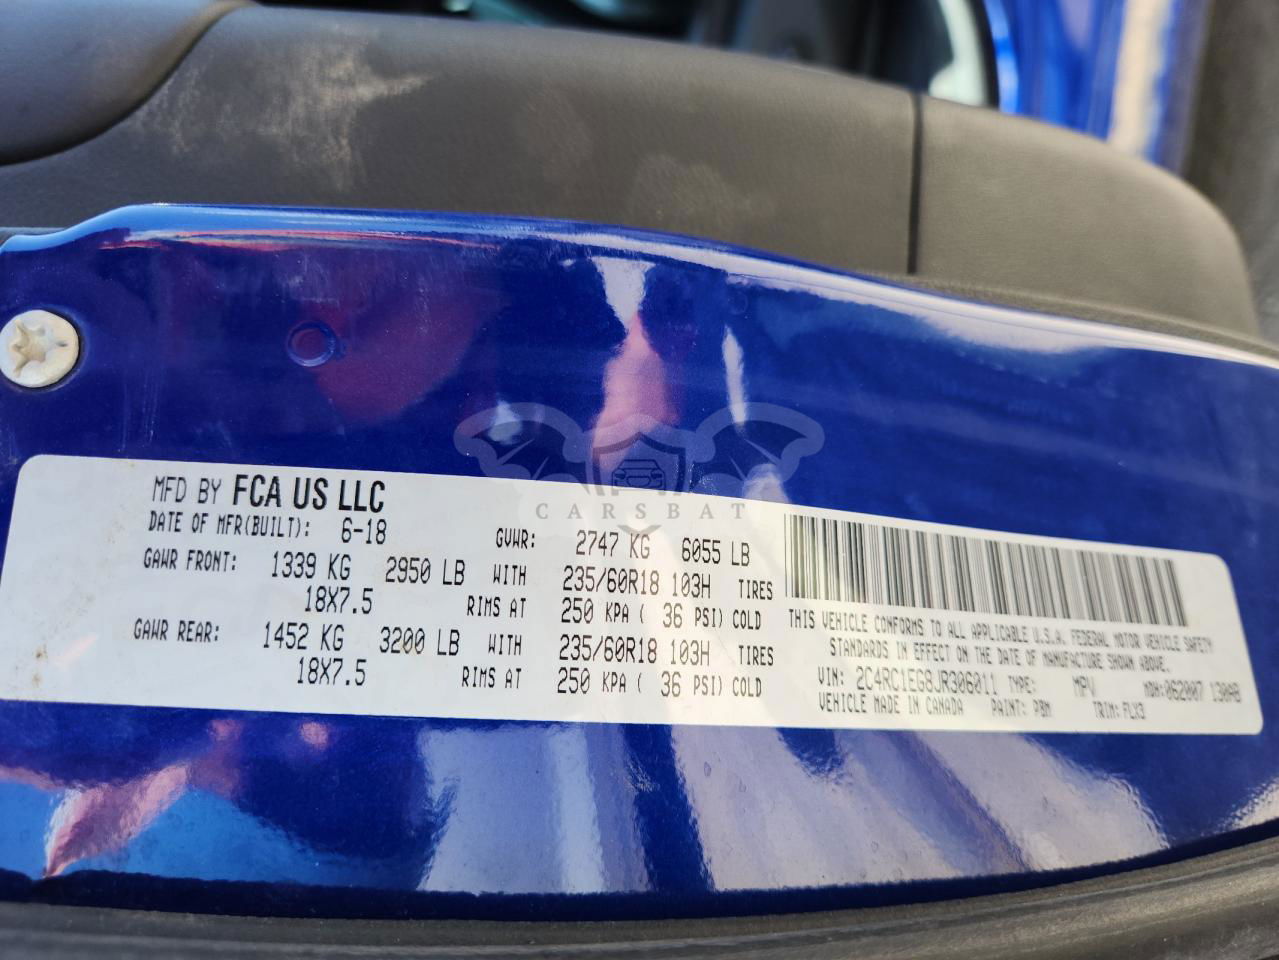 MFD BY FCA US LLC
DATE OF MFR(BUILT): 6-18 GVWR: 2747 KG 6055 LB
GAWR FRONT: 1339 KG 2950 LB WITH 235/60R18 103H TIRES
18X7.5 RIMS AT 250 KPA ( 36 PSI) COLD
GAWR REAR: 1452 KG 3200 LB WITH 235/60R18 103H TIRES
18X7.5 RIMS AT 250 KPA ( 36 PSI) COLD
THIS VEHICLE CONFORMS TO ALL APPLICABLE U.S.A. FEDERAL MOTOR VEHICLE SAFETY
STANDARDS IN EFFECT ON THE DATE OF MANUFACTURE SHOWN ABOVE.
VIN: 2C4RC1EG8JR306011 TYPE: MPV MDH:062007 130AB
VEHICLE MADE IN CANADA PAINT: PBM TRIM: FLX3
CARSBAT